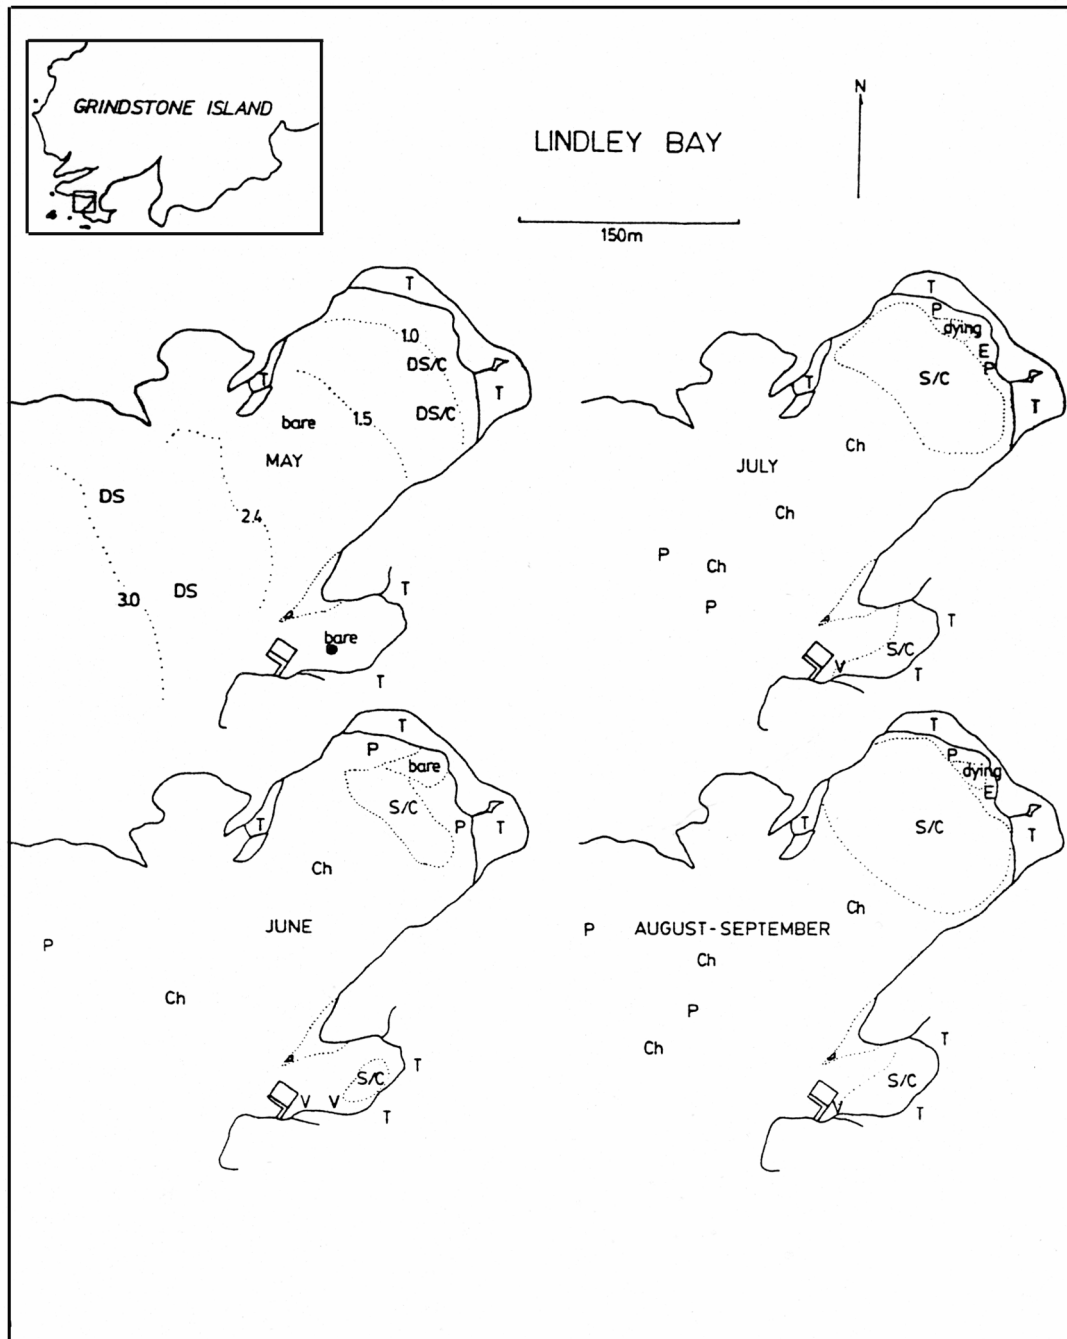 GRINDSTONE ISLAND
N
LINDLEY BAY
150m
T
1.0
DS/C
T
T
bare
1.5
DS/C
MAY
DS
2.4
DS
3.0
T
bare
T
T
P
dying
E
P
T
S/C
T
Ch
JULY
Ch
P
Ch
P
T
S/C
V
T
T
P
bare
S/C
T
P
T
Ch
JUNE
P
Ch
T
S/C
V
V
T
T
P
dying
E
T
S/C
T
Ch
P
AUGUST-SEPTEMBER
Ch
P
Ch
T
S/C
V